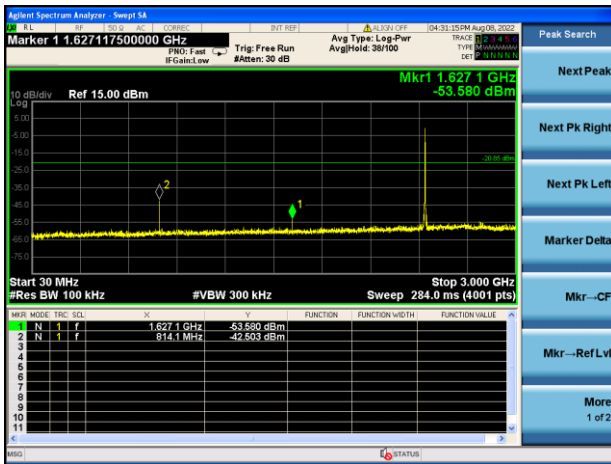 Agilent Spectrum Analyzer - Swept SA
RL RF 50 Ω AC CORREC INT REF ALIGN OFF 04:31:15 PM Aug 08, 2022
Marker 1 1.627117500000 GHz
PNO: Fast
IFGain:Low
Trig: Free Run
#Atten: 30 dB
Avg Type: Log-Pwr
Avg|Hold: 38/100
TRACE 1 2 3 4 5 6
TYPE
DET P N N N N N
Mkr1 1.627 1 GHz
-53.580 dBm
10 dB/div Ref 15.00 dBm
Log
5.00
-5.00
-15.0
-25.0
-35.0
-45.0
-55.0
-65.0
-75.0
-20.85 dBm
2
1
Start 30 MHz Stop 3.000 GHz
#Res BW 100 kHz #VBW 300 kHz Sweep 284.0 ms (4001 pts)
MKR MODE TRC SCL X Y FUNCTION FUNCTION WIDTH FUNCTION VALUE
1 N 1 f 1.627 1 GHz -53.580 dBm
2 N 1 f 814.1 MHz -42.503 dBm
3
4
5
6
7
8
9
10
11
MSG STATUS
Peak Search
Next Peak
Next Pk Right
Next Pk Left
Marker Delta
Mkr→CF
Mkr→Ref Lvl
More
1 of 2